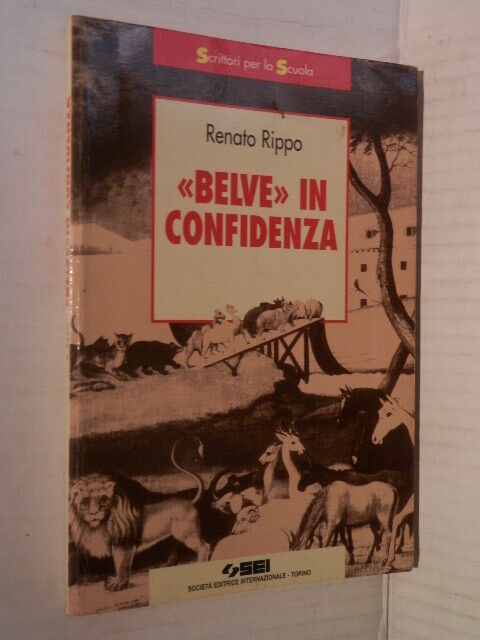 Scrittori per la Scuola
Renato Rippo
«BELVE» IN
CONFIDENZA
SEI
SOCIETÀ EDITRICE INTERNAZIONALE - TORINO